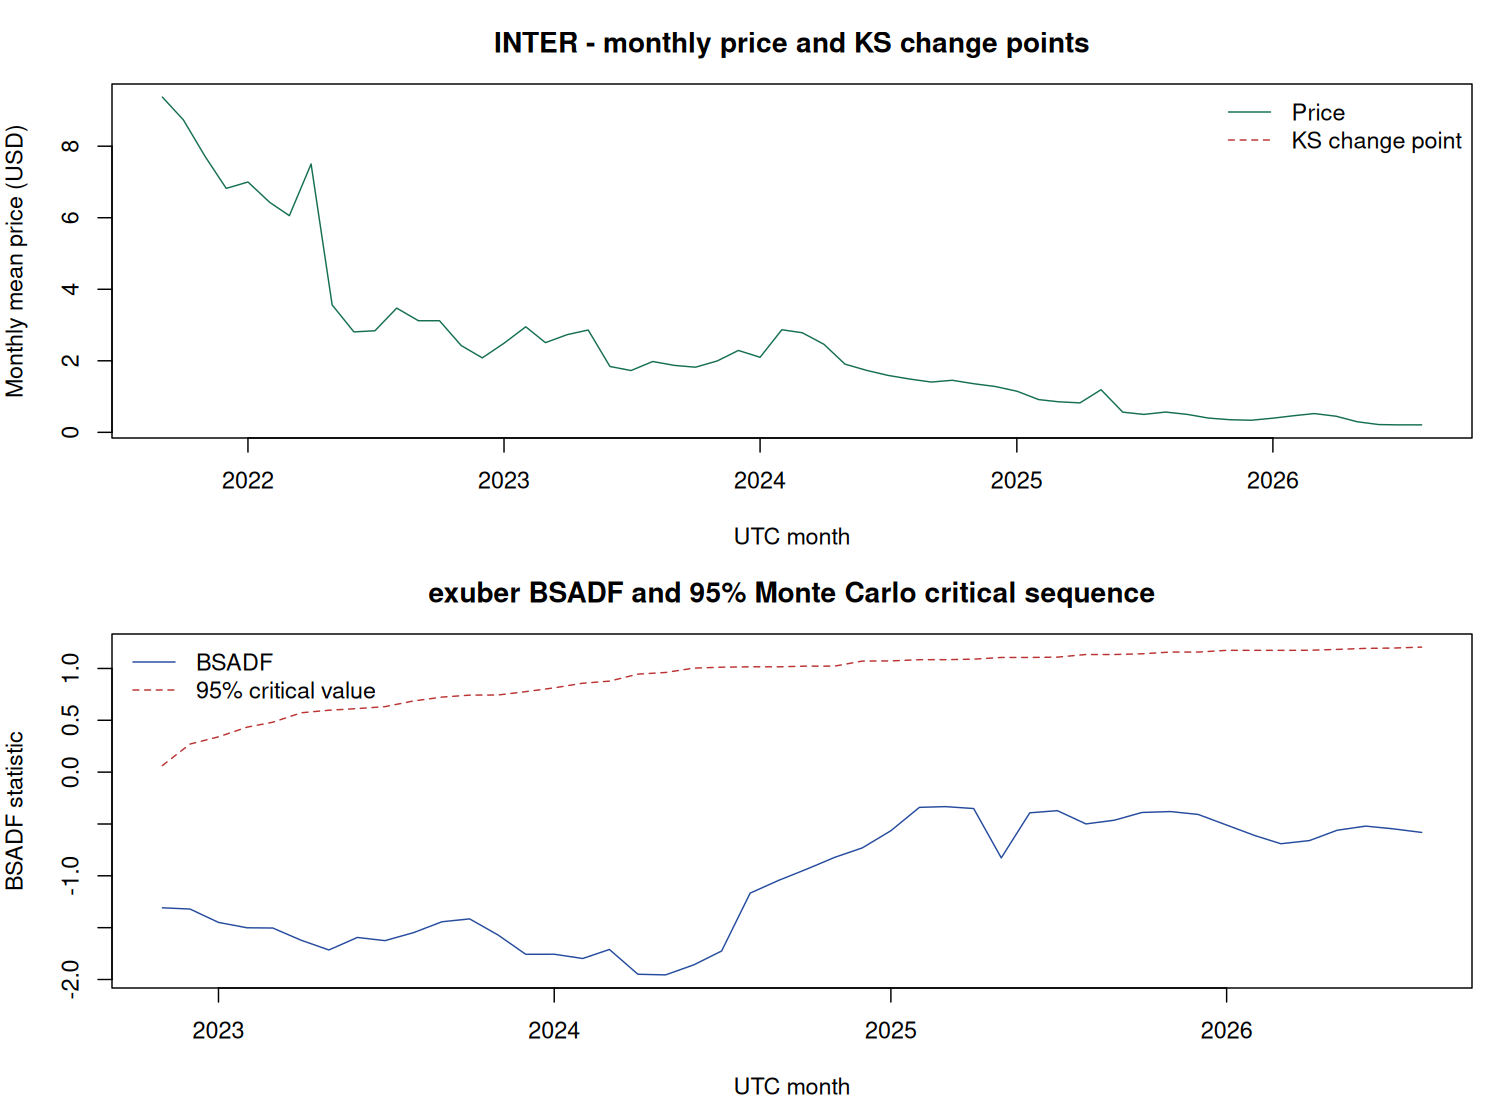 INTER - monthly price and KS change points
Monthly mean price (USD)
8
6
4
2
0
Price
KS change point
2022 2023 2024 2025 2026
UTC month
exuber BSADF and 95% Monte Carlo critical sequence
BSADF statistic
1.0
0.5
0.0
-1.0
-2.0
BSADF
95% critical value
2023 2024 2025 2026
UTC month